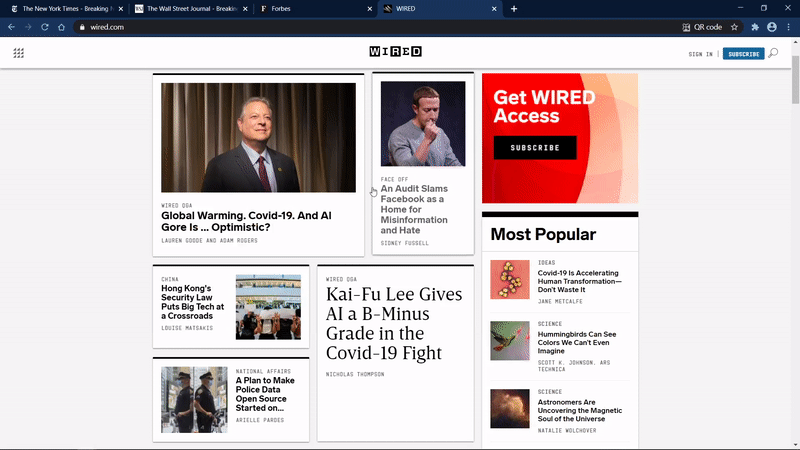 The New York Times - Breaking N
The Wall Street Journal - Breaking
Forbes
WIRED
wired.com
QR code
WIRED
SIGN IN
SUBSCRIBE
WIRED Q&A
Global Warming. Covid-19. And Al
Gore Is ... Optimistic?
LAUREN GOODE AND ADAM ROGERS
FACE OFF
An Audit Slams
Facebook as a
Home for
Misinformation
and Hate
SIDNEY FUSSELL
Get WIRED
Access
SUBSCRIBE
CHINA
Hong Kong's
Security Law
Puts Big Tech at
a Crossroads
LOUISE MATSAKIS
WIRED Q&A
Kai-Fu Lee Gives
AI a B-Minus
Grade in the
Covid-19 Fight
NICHOLAS THOMPSON
NATIONAL AFFAIRS
A Plan to Make
Police Data
Open Source
Started on...
ARIELLE PARDES
Most Popular
IDEAS
Covid-19 Is Accelerating
Human Transformation—
Don't Waste It
JANE METCALFE
SCIENCE
Hummingbirds Can See
Colors We Can't Even
Imagine
SCOTT K. JOHNSON, ARS
TECHNICA
SCIENCE
Astronomers Are
Uncovering the Magnetic
Soul of the Universe
NATALIE WOLCHOVER